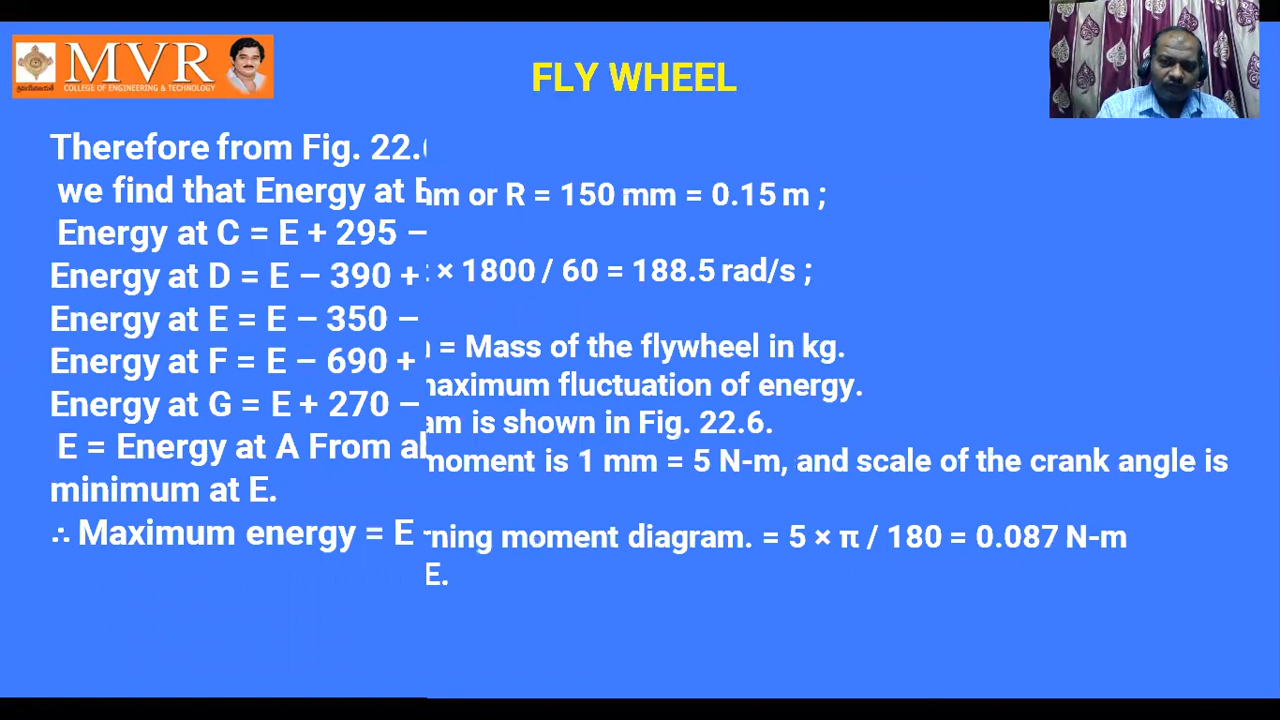 MVR
COLLEGE OF ENGINEERING & TECHNOLOGY
FLY WHEEL
Therefore from Fig. 22.
we find that Energy at
Energy at C = E + 295 –
Energy at D = E – 390 +
Energy at E = E – 350 –
Energy at F = E – 690 +
Energy at G = E + 270 –
E = Energy at A From
minimum at E.
∴ Maximum energy = E
or R = 150 mm = 0.15 m ;
× 1800 / 60 = 188.5 rad/s ;
= Mass of the flywheel in kg.
maximum fluctuation of energy.
am is shown in Fig. 22.6.
moment is 1 mm = 5 N-m, and scale of the crank angle is
rning moment diagram. = 5 × π / 180 = 0.087 N-m
E.